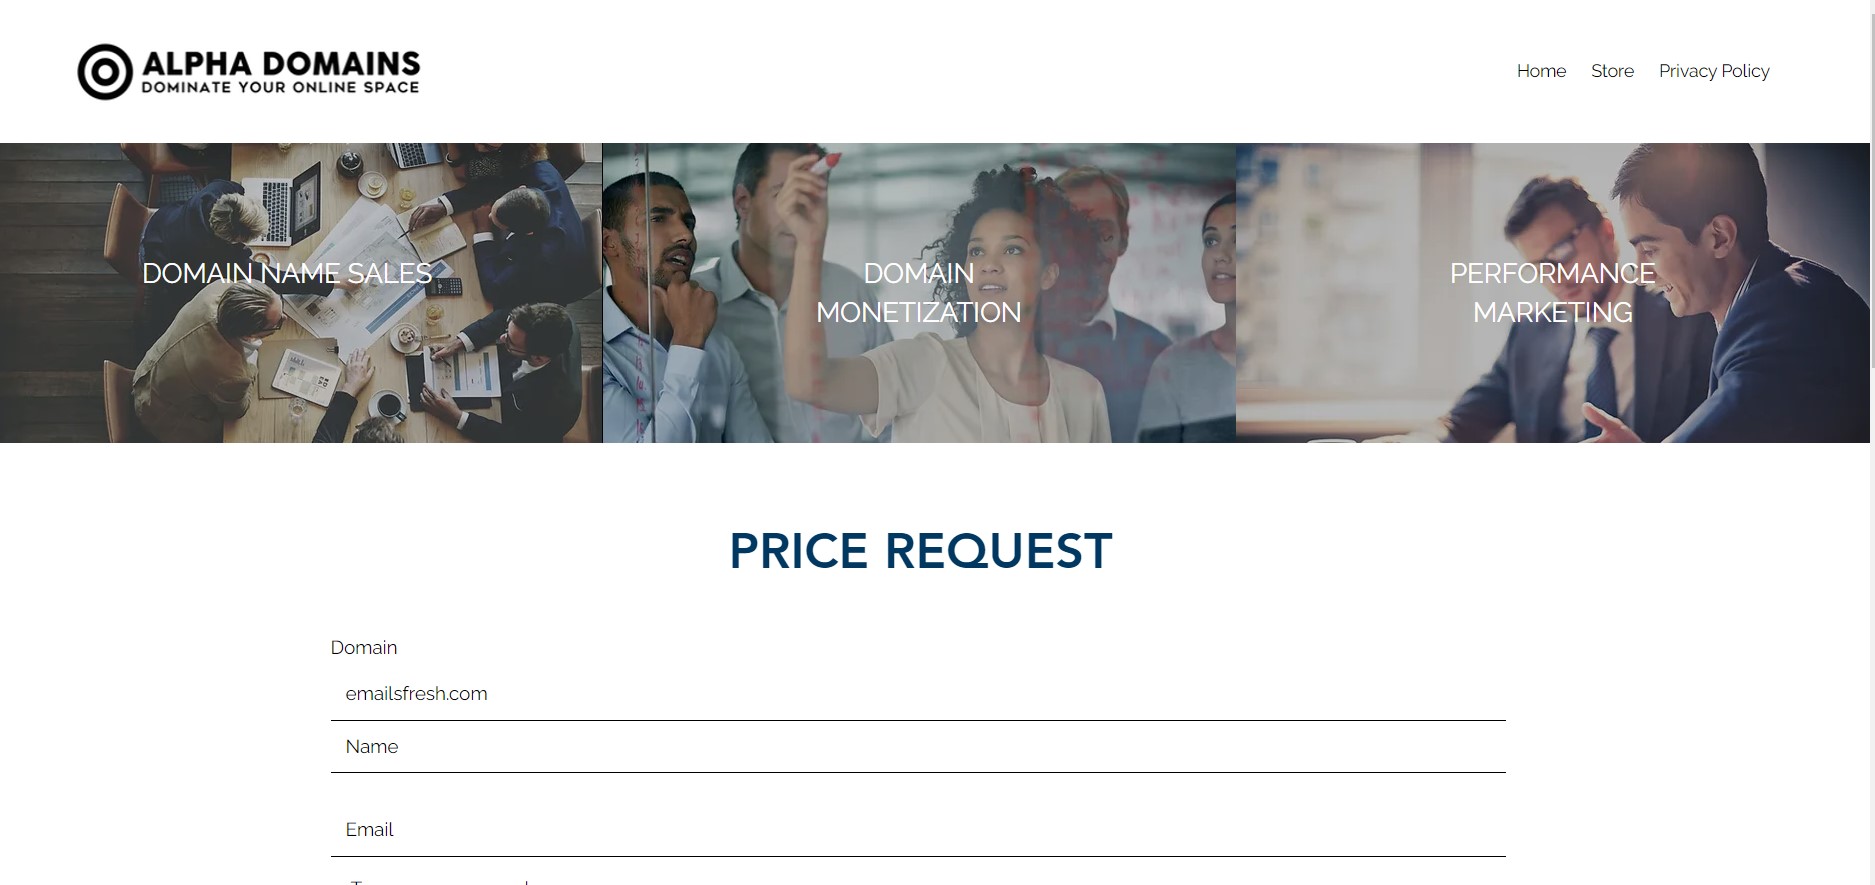 ALPHA DOMAINS
DOMINATE YOUR ONLINE SPACE
Home Store Privacy Policy
DOMAIN NAME SALES
DOMAIN
MONETIZATION
PERFORMANCE
MARKETING
PRICE REQUEST
Domain
emailsfresh.com
Name
Email